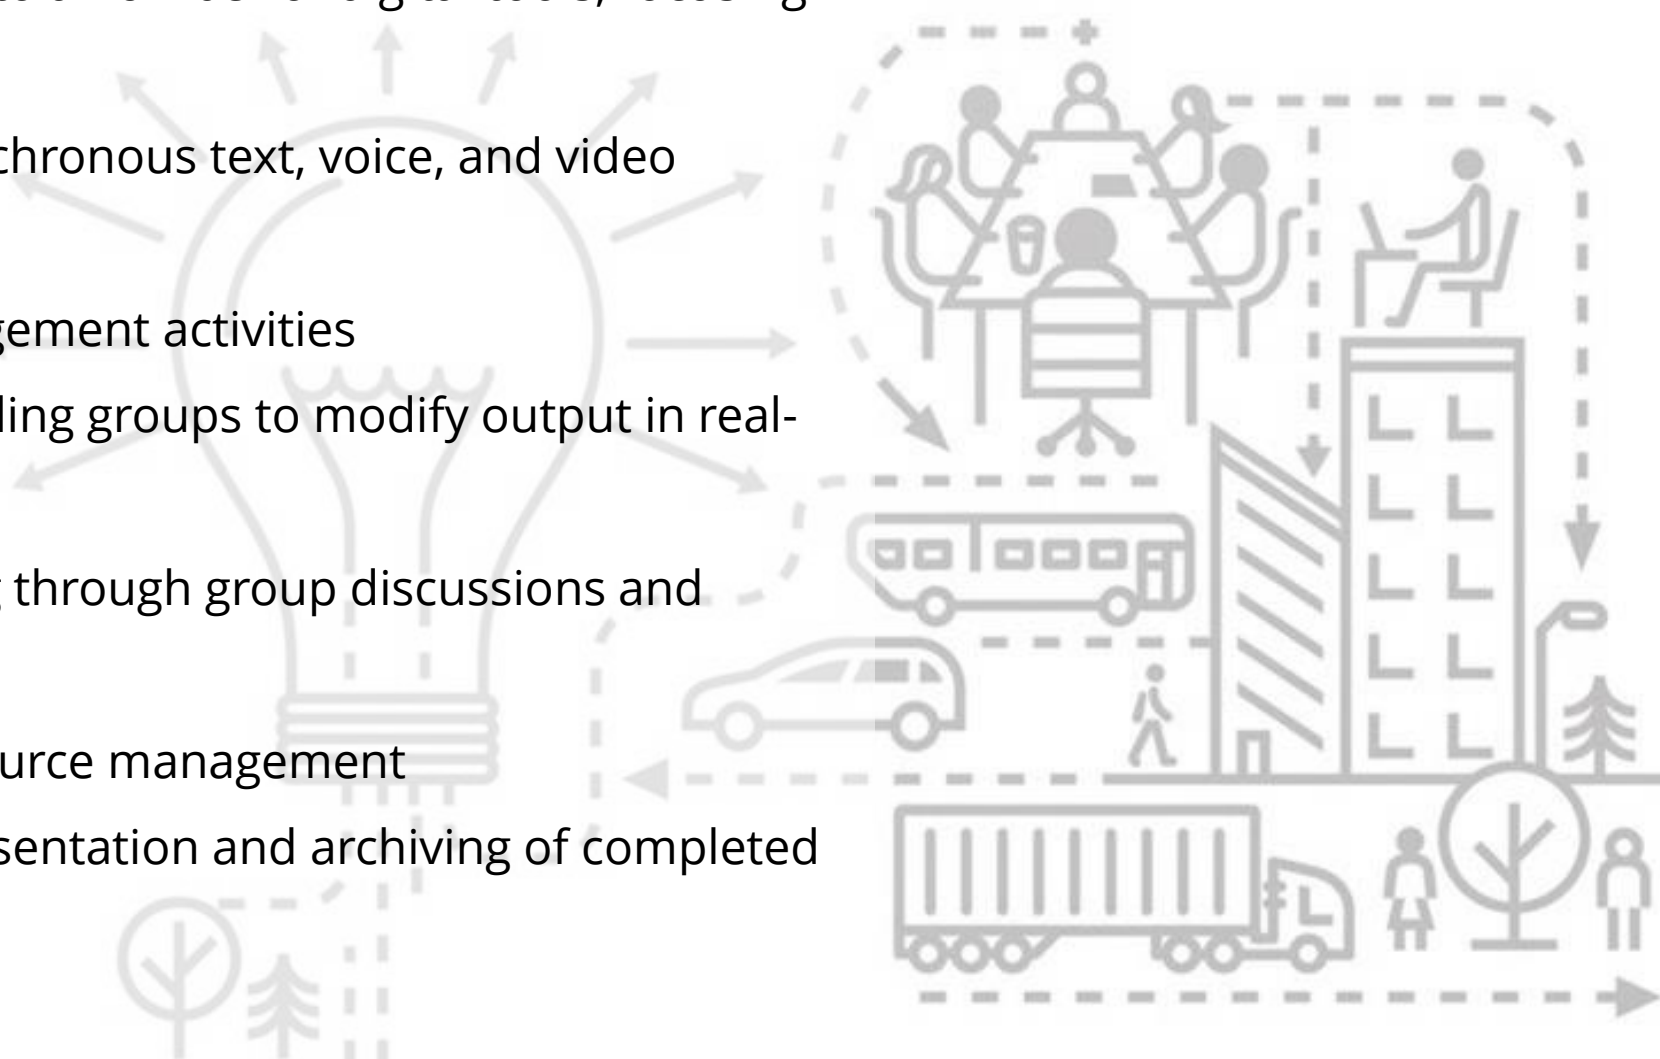 chronous text, voice, and video
gement activities
ling groups to modify output in real-
through group discussions and
urce management
sentation and archiving of completed